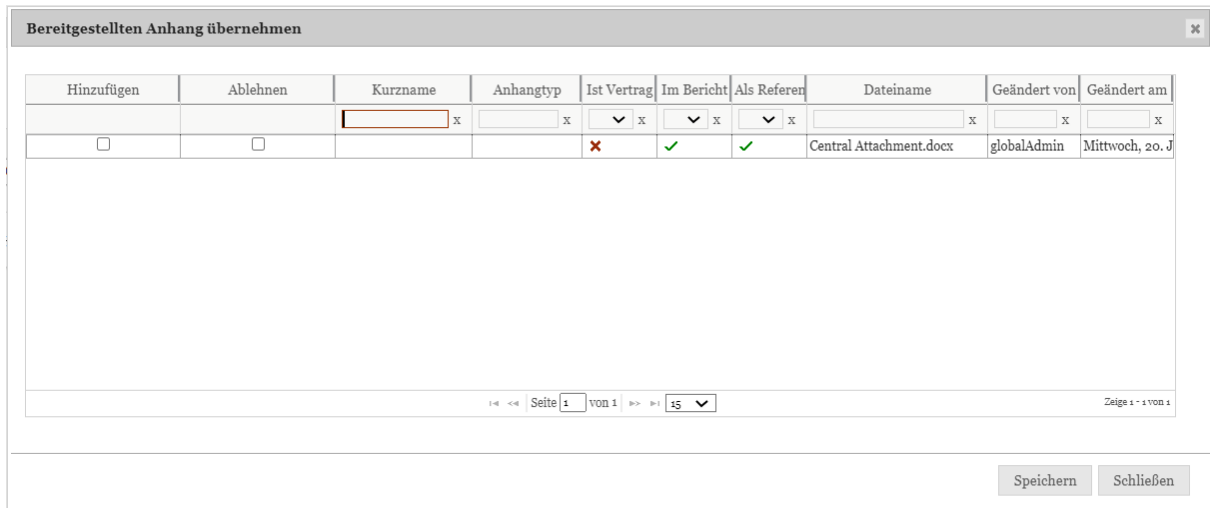 Bereitgestellten Anhang übernehmen
Hinzufügen Ablehnen Kurzname Anhangtyp Ist Vertrag Im Bericht Als Referen Dateiname Geändert von Geändert am
x x x x x x x x
Central Attachment.docx globalAdmin Mittwoch, 20. J
Seite 1 von 1 15 Zeige 1 - 1 von 1
Speichern Schließen